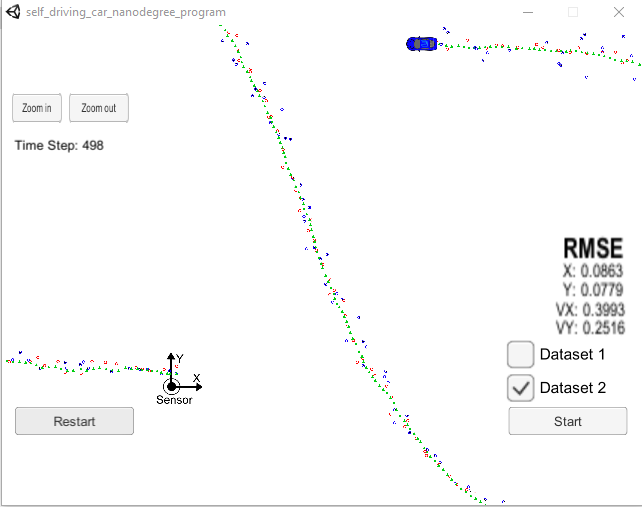 self_driving_car_nanodegree_program
Zoom in
Zoom out
Time Step: 498
RMSE
X: 0.0863
Y: 0.0779
VX: 0.3993
VY: 0.2516
Dataset 1
Dataset 2
Y
X
Sensor
Restart
Start